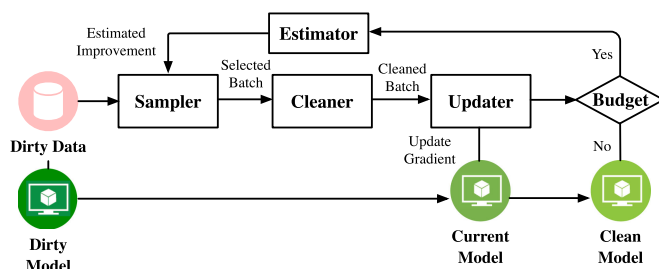 Estimated
Improvement
Estimator
Selected
Batch
Cleaned
Batch
Yes
Sampler
Cleaner
Updater
Budget
Dirty Data
Update
Gradient
No
Dirty
Model
Current
Model
Clean
Model